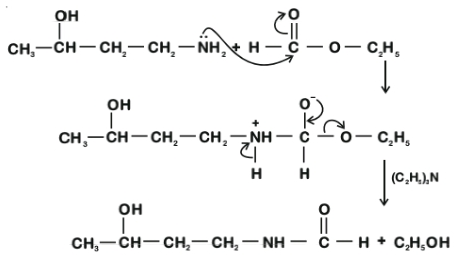 OH O
CH₃—CH—CH₂—CH₂—N̈H₂ + H—C—O—C₂H₅
OH O⁻
CH₃—CH—CH₂—CH₂—⁺NH—C—O—C₂H₅
H H
(C₂H₅)₃N
OH O
CH₃—CH—CH₂—CH₂—NH—C—H + C₂H₅OH